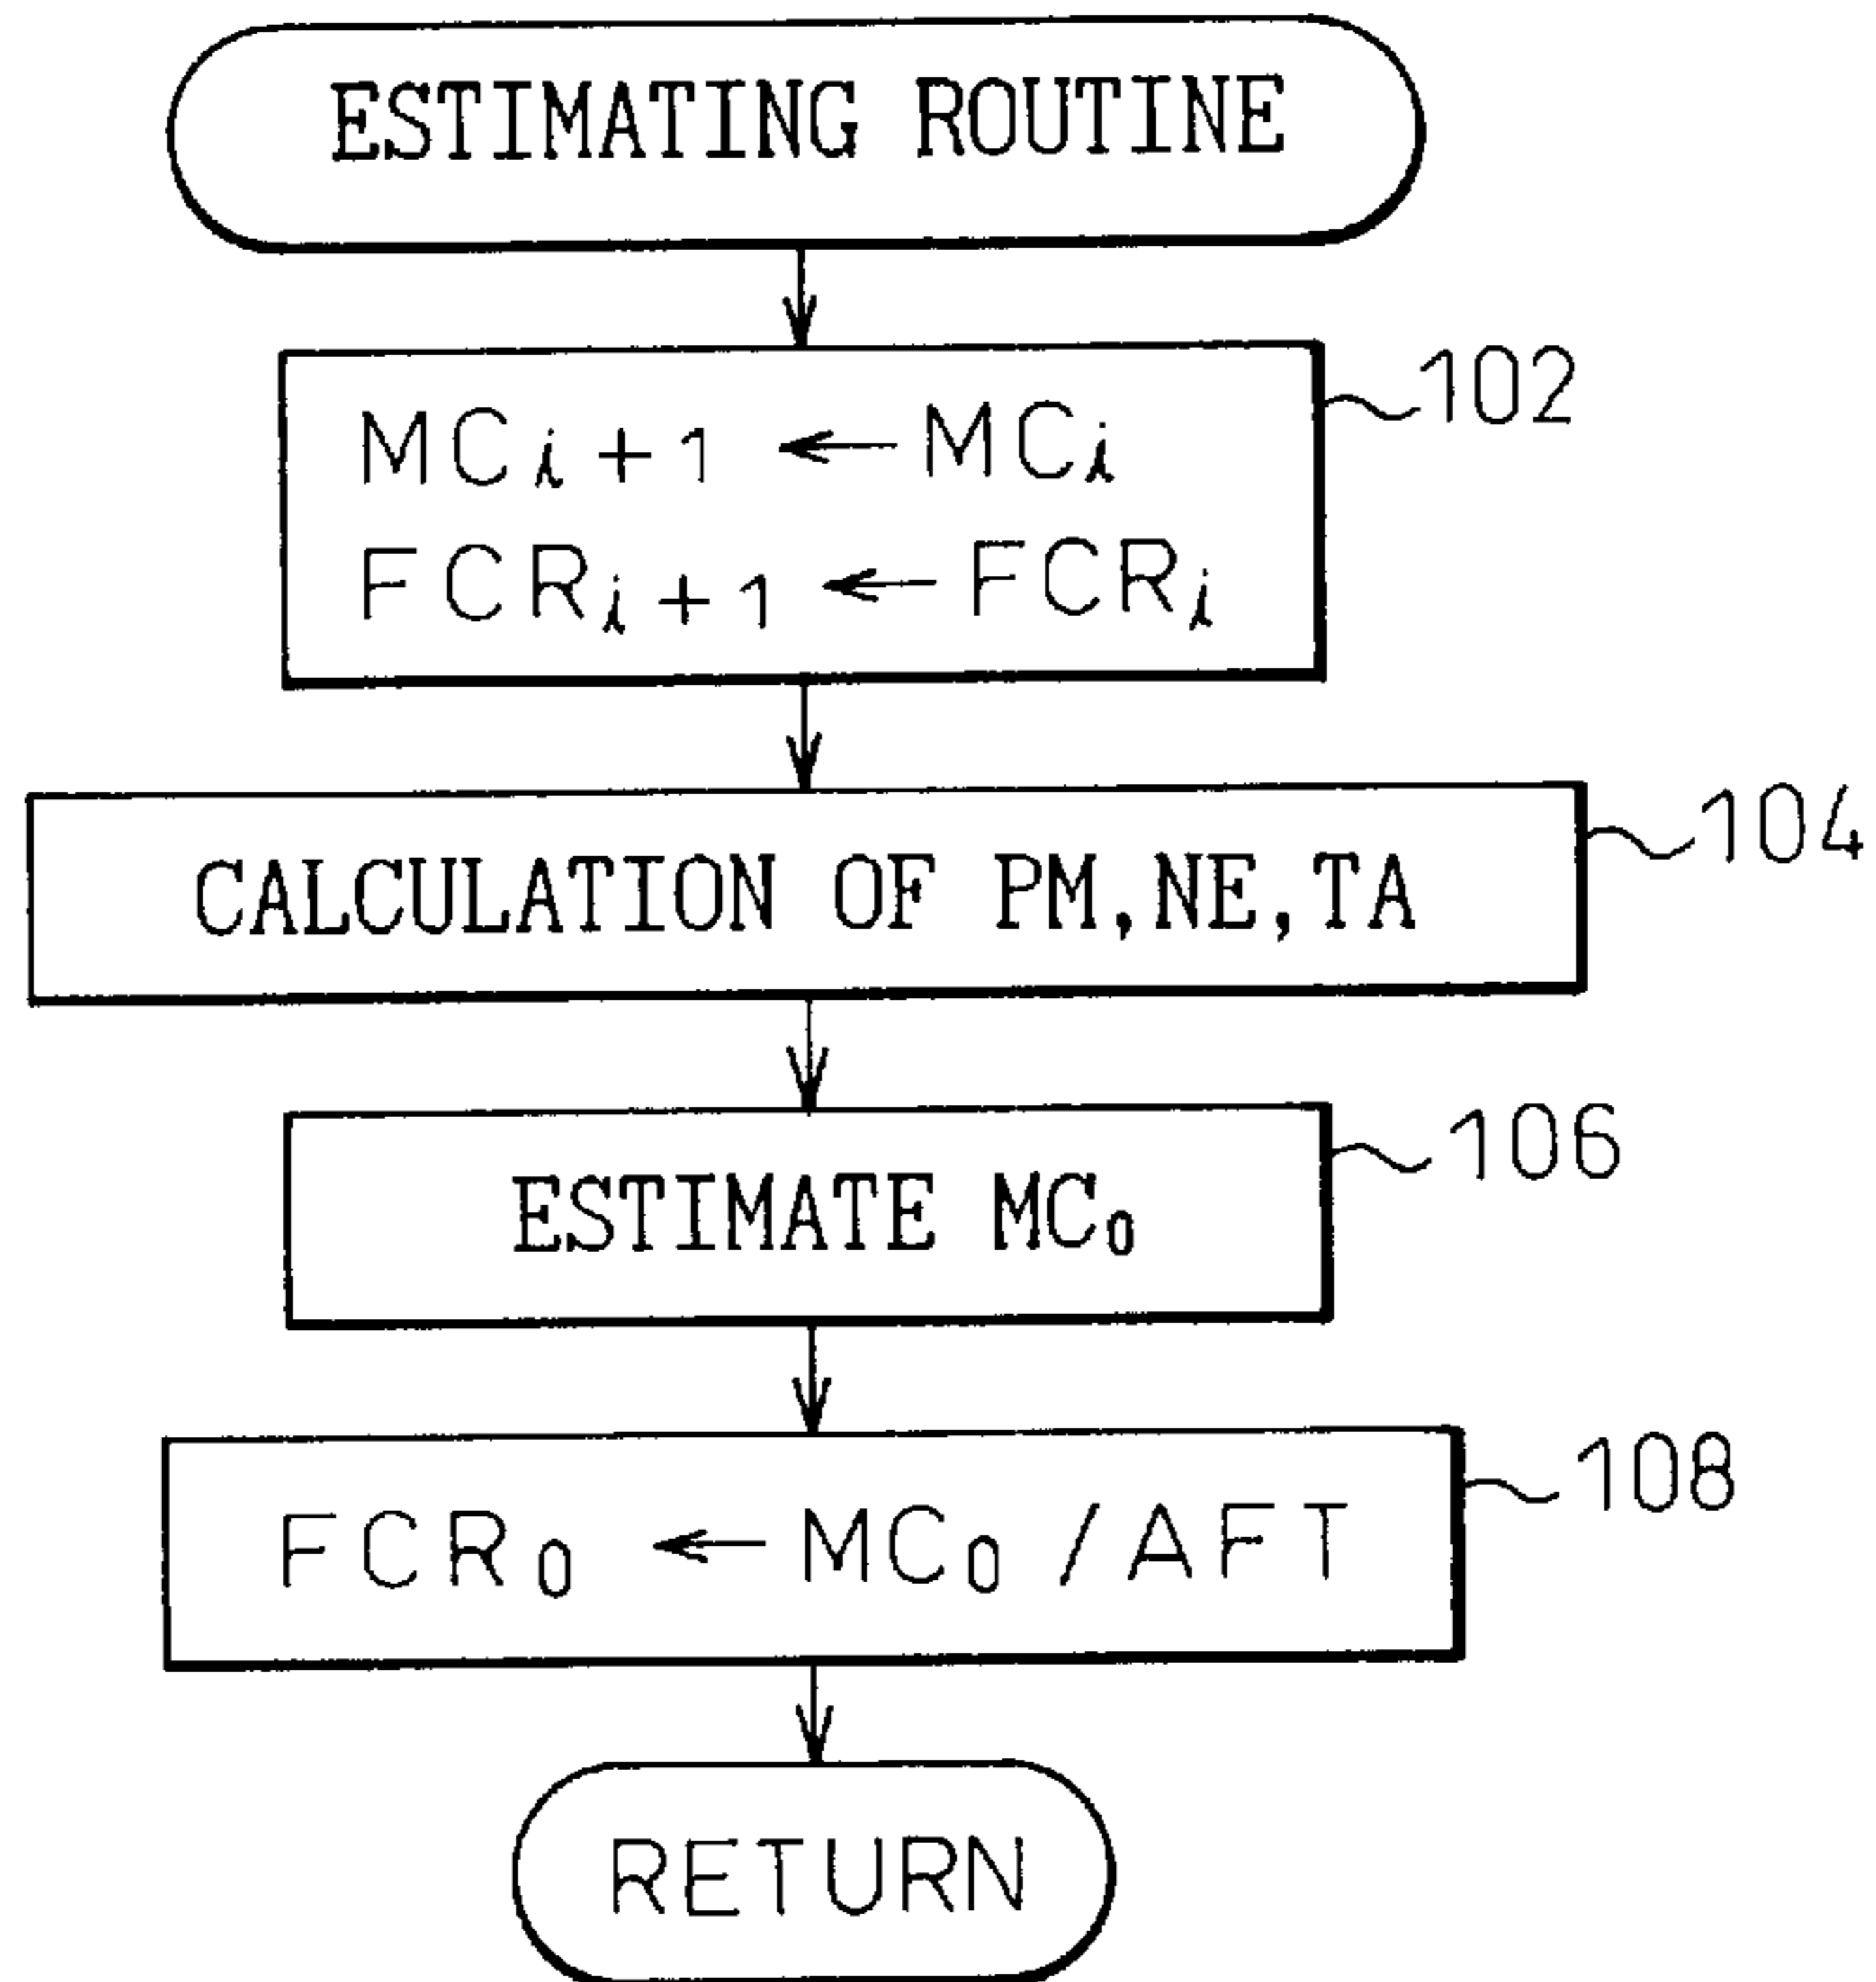 ESTIMATING ROUTINE
MCi+1 ← MCi
FCRi+1 ← FCRi
102
CALCULATION OF PM,NE,TA
104
ESTIMATE MC0
106
FCR0 ← MC0 /AFT
108
RETURN